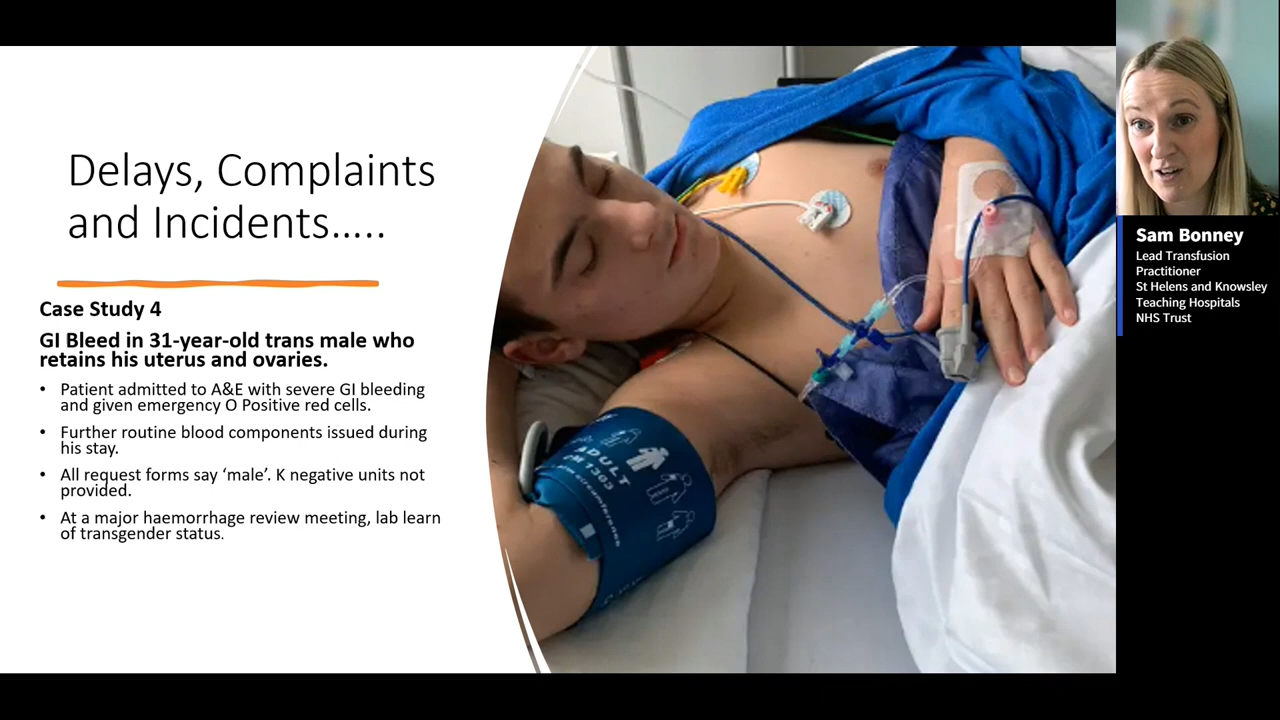 Delays, Complaints
and Incidents…..
Case Study 4
GI Bleed in 31-year-old trans male who
retains his uterus and ovaries.
• Patient admitted to A&E with severe GI bleeding
and given emergency O Positive red cells.
• Further routine blood components issued during
his stay.
• All request forms say ‘male’. K negative units not
provided.
• At a major haemorrhage review meeting, lab learn
of transgender status.
ADULT
Sam Bonney
Lead Transfusion
Practitioner
St Helens and Knowsley
Teaching Hospitals
NHS Trust